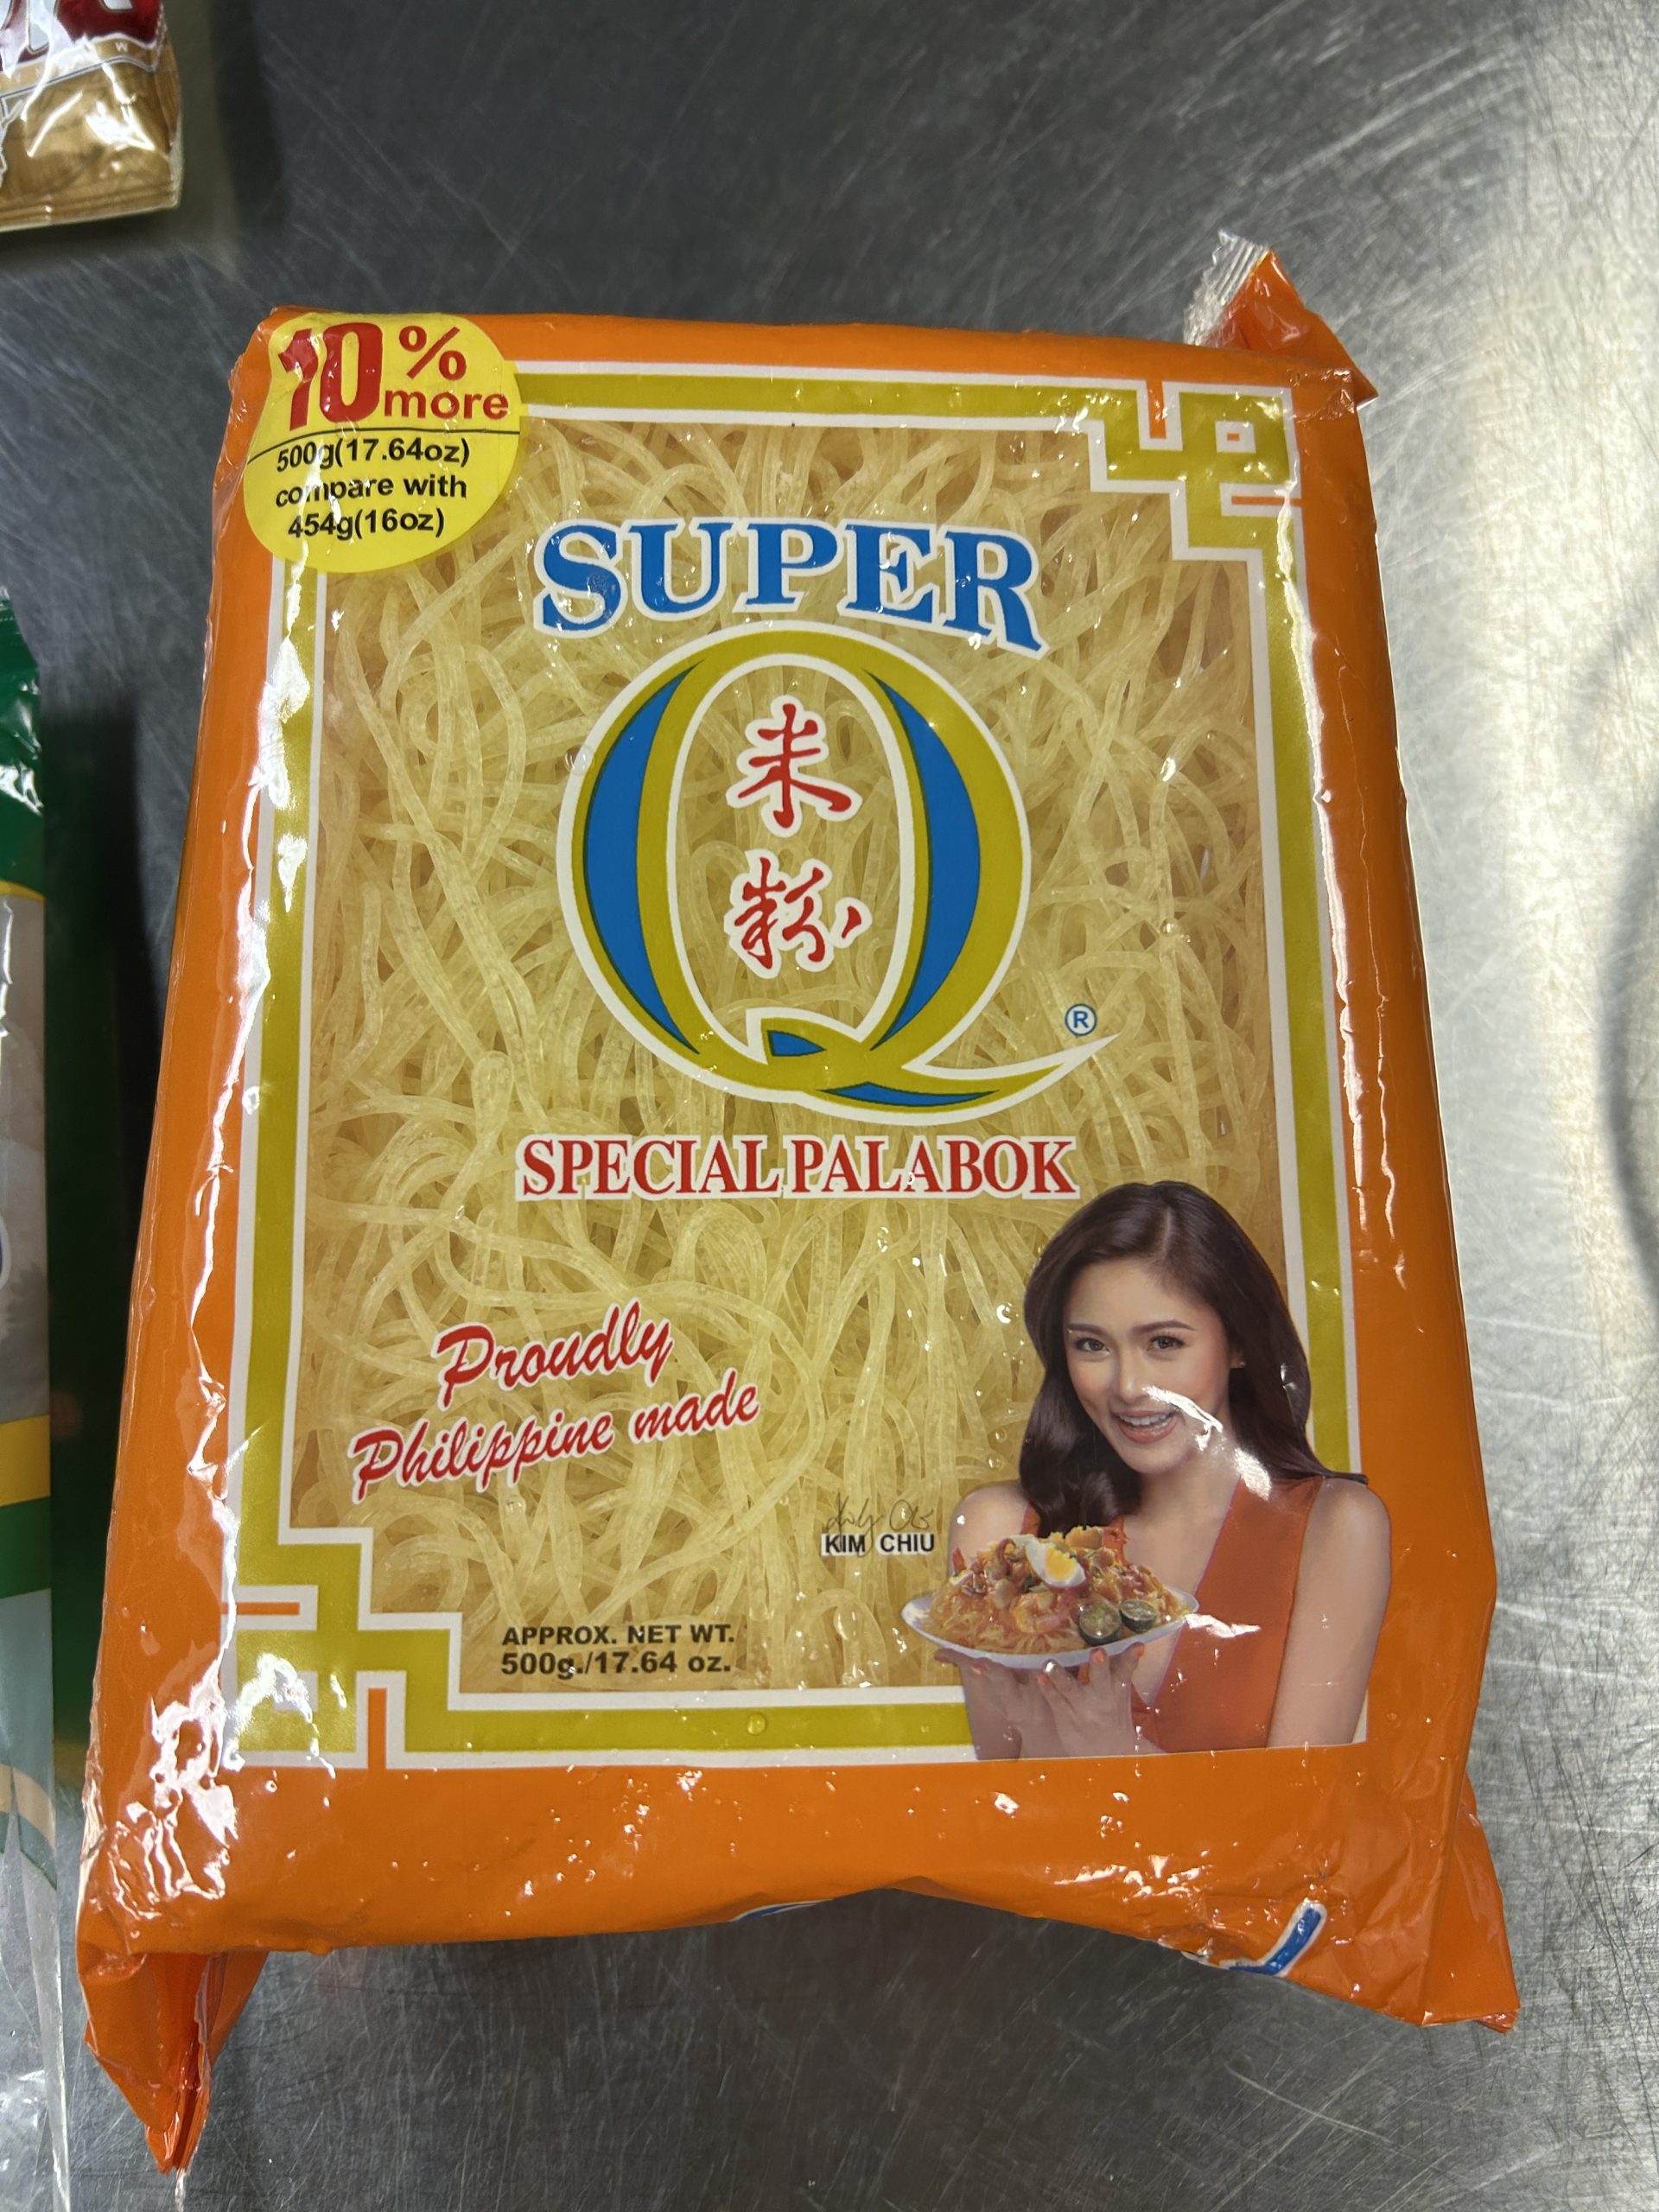 10%
more
500g(17.64oz)
compare with
454g(16oz)
SUPER
Q
米
粉
®
SPECIAL PALABOK
Proudly
Philippine made
KIM CHIU
APPROX. NET WT.
500g./17.64 oz.